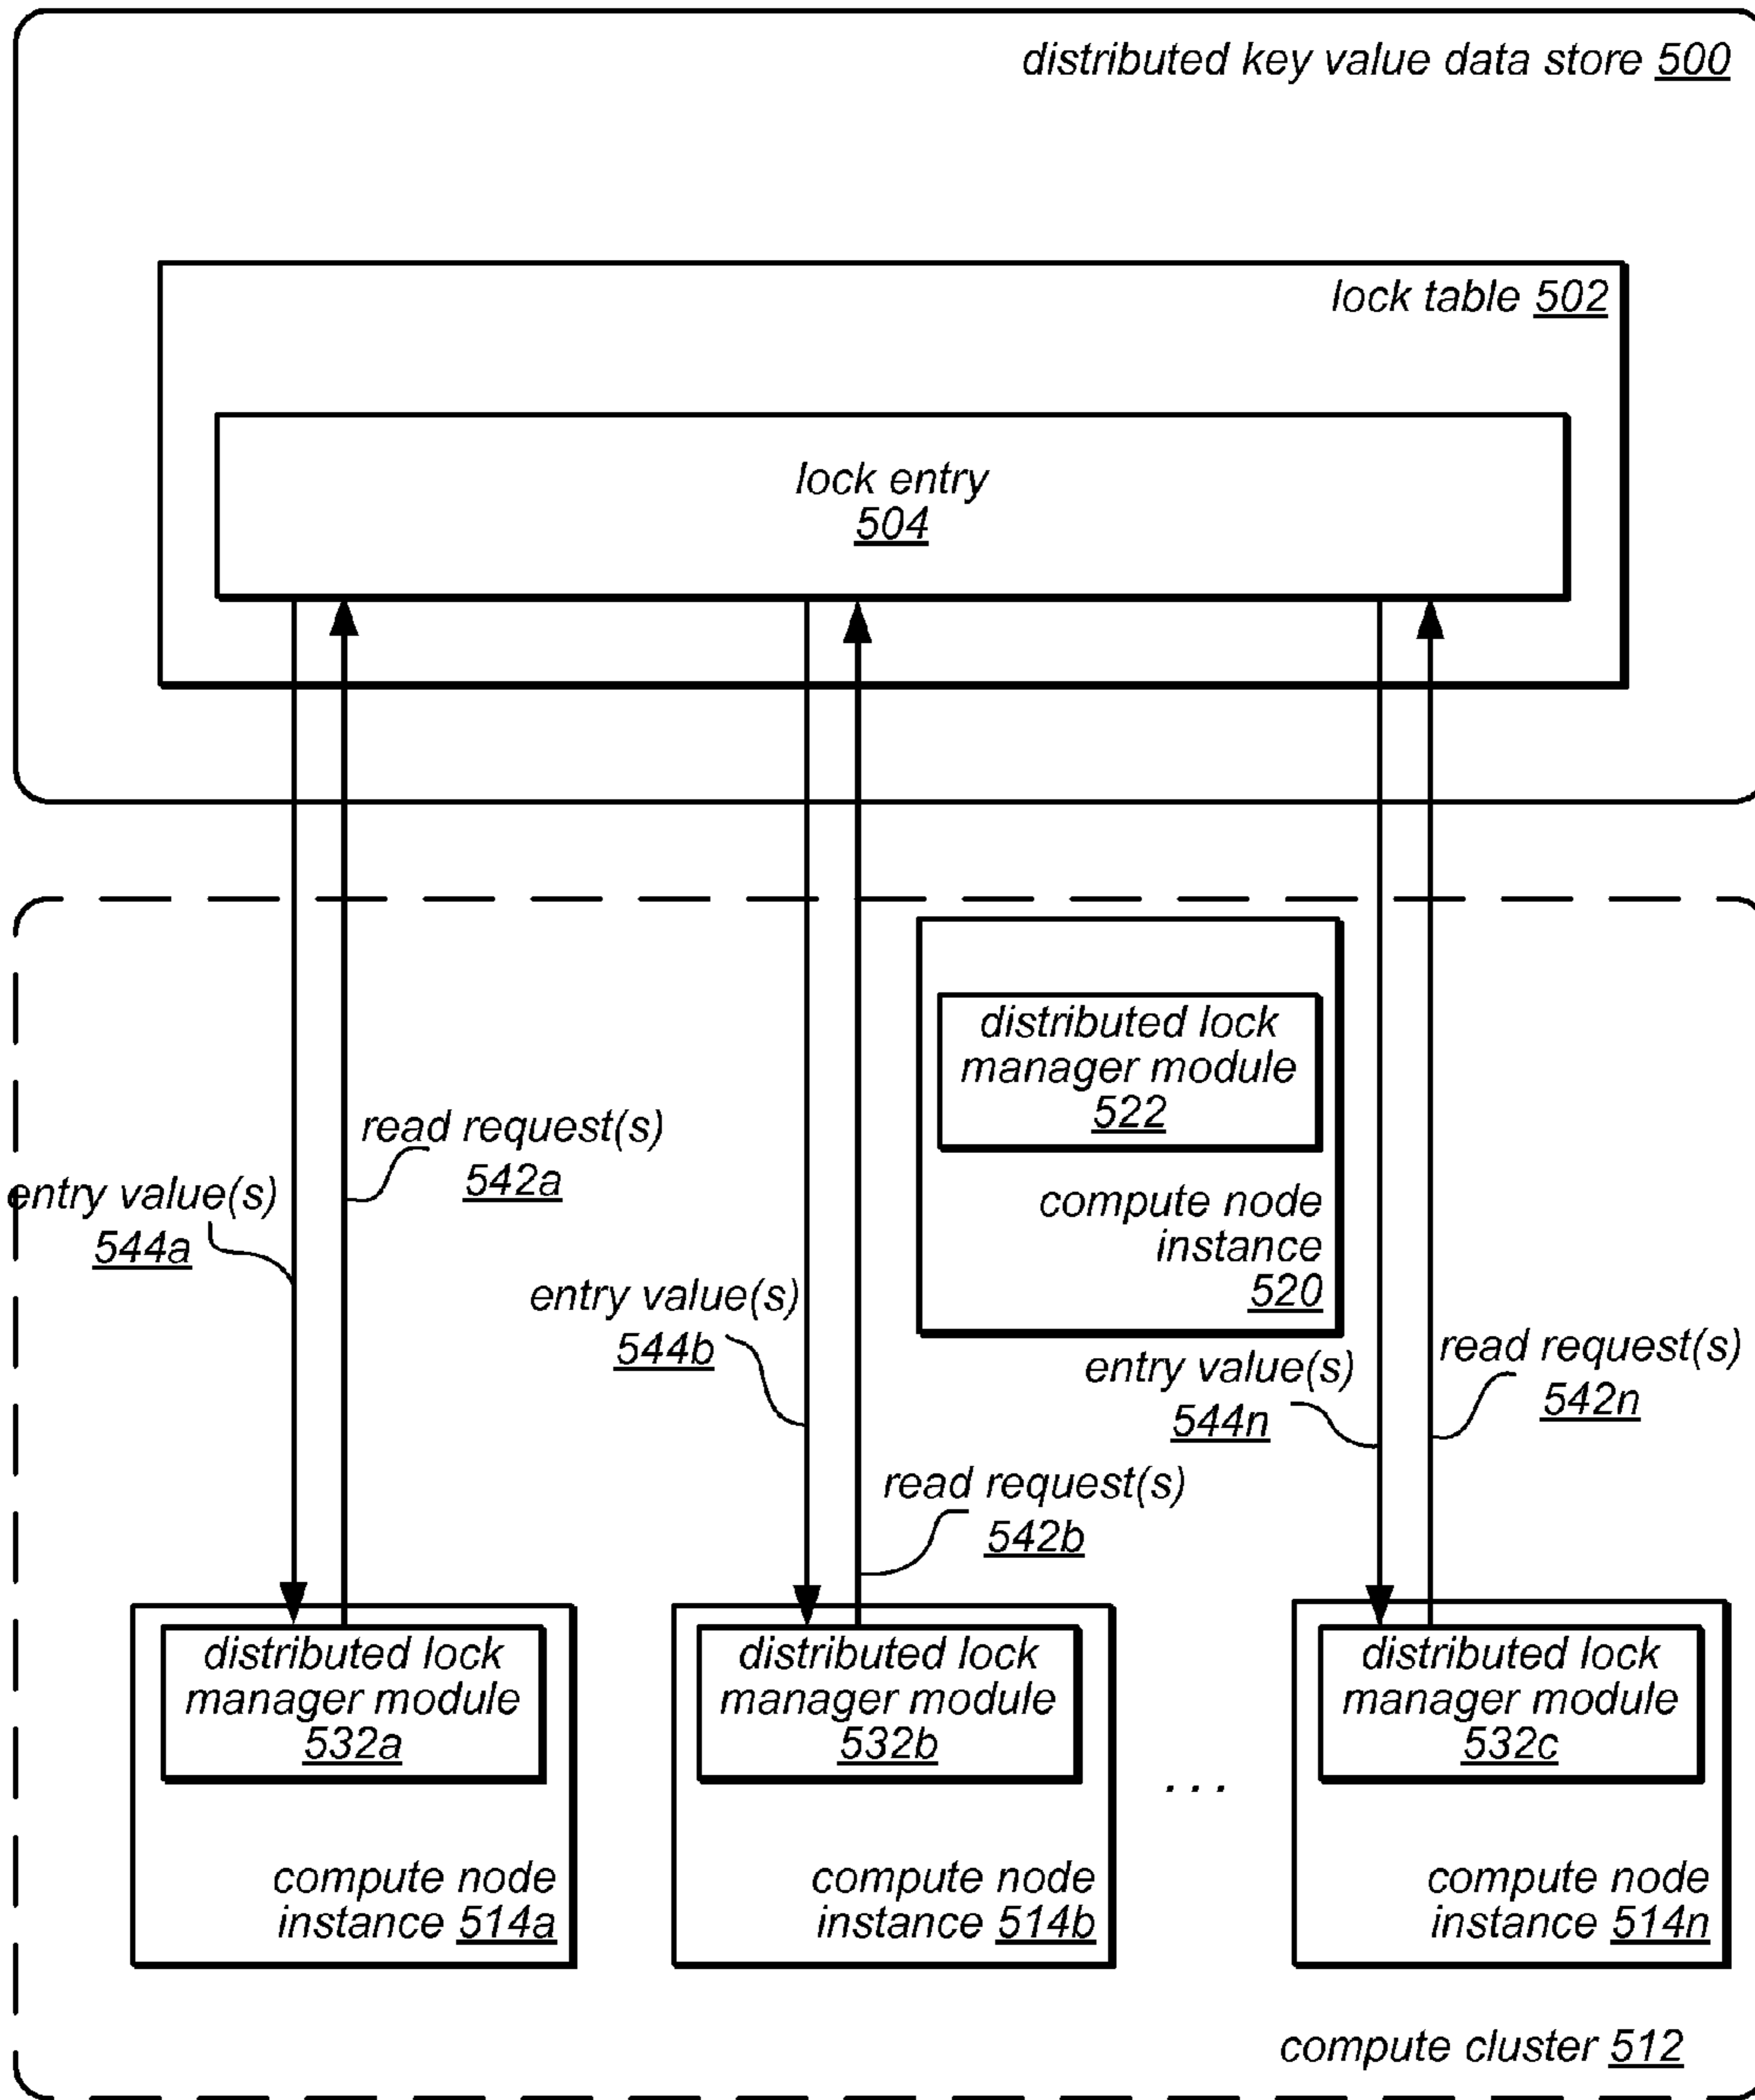 distributed key value data store 500
lock table 502
lock entry
504
distributed lock
manager module
522
compute node
instance
520
read request(s)
542a
entry value(s)
544a
entry value(s)
544b
read request(s)
542b
entry value(s)
544n
read request(s)
542n
distributed lock
manager module
532a
compute node
instance 514a
distributed lock
manager module
532b
compute node
instance 514b
. . .
distributed lock
manager module
532c
compute node
instance 514n
compute cluster 512